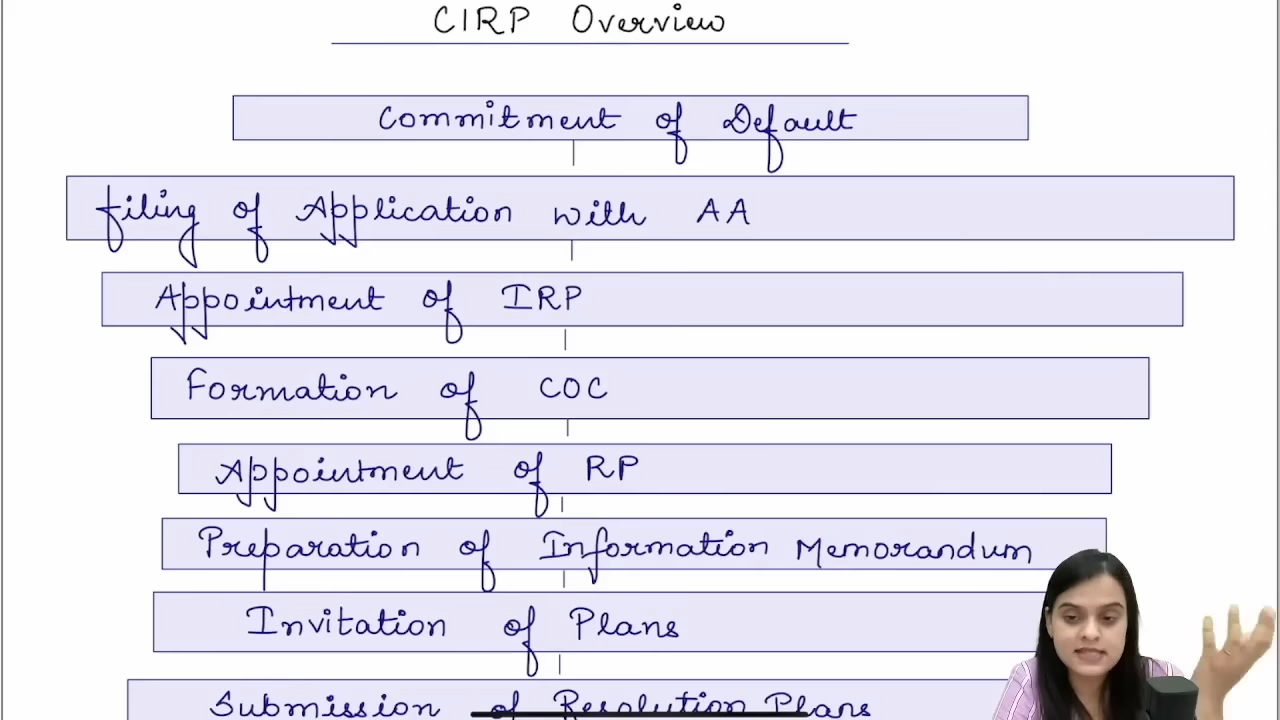 CIRP Overview
Commitment of Default
filing of Application with AA
Appointment of IRP
Formation of COC
Appointment of RP
Preparation of Information Memorandum
Invitation of Plans
Submission of Resolution Plans